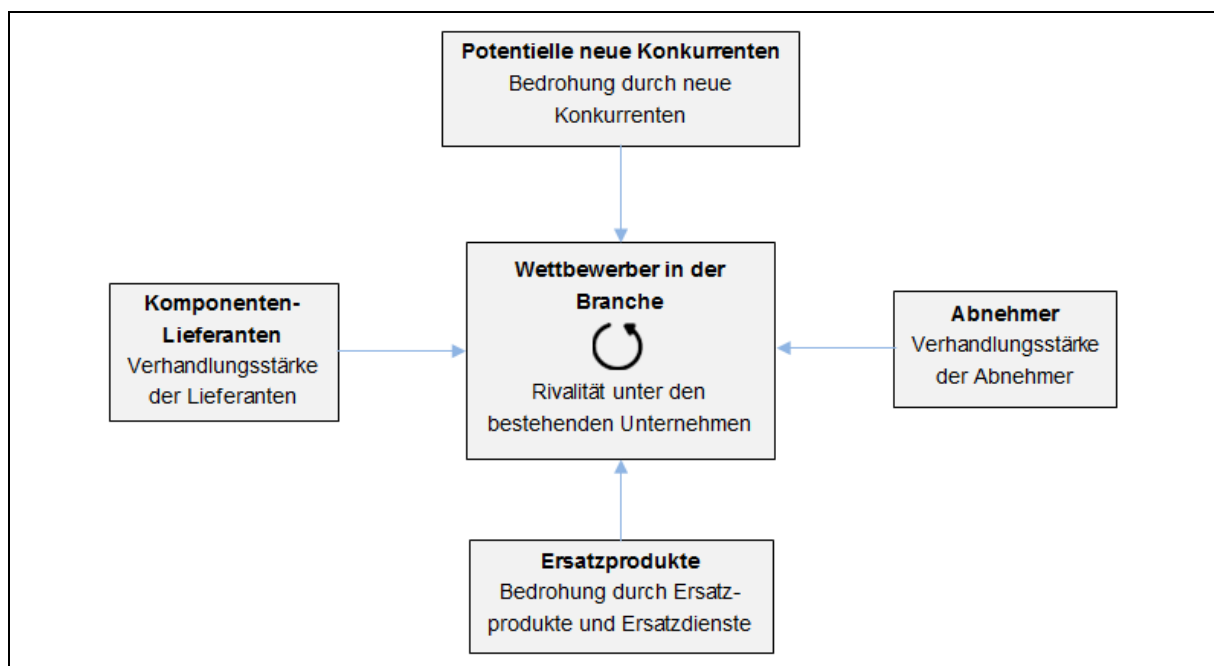 Potentielle neue Konkurrenten
Bedrohung durch neue
Konkurrenten
Wettbewerber in der
Branche
Rivalität unter den
bestehenden Unternehmen
Komponenten-
Lieferanten
Verhandlungsstärke
der Lieferanten
Abnehmer
Verhandlungsstärke
der Abnehmer
Ersatzprodukte
Bedrohung durch Ersatz-
produkte und Ersatzdienste